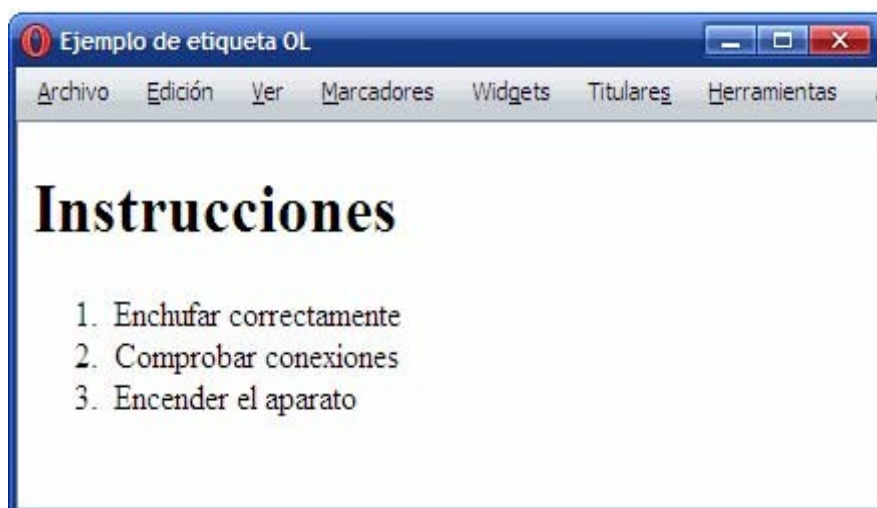 Ejemplo de etiqueta OL
Archivo Edición Ver Marcadores Widgets Titulares Herramientas
Instrucciones
1. Enchufar correctamente
2. Comprobar conexiones
3. Encender el aparato